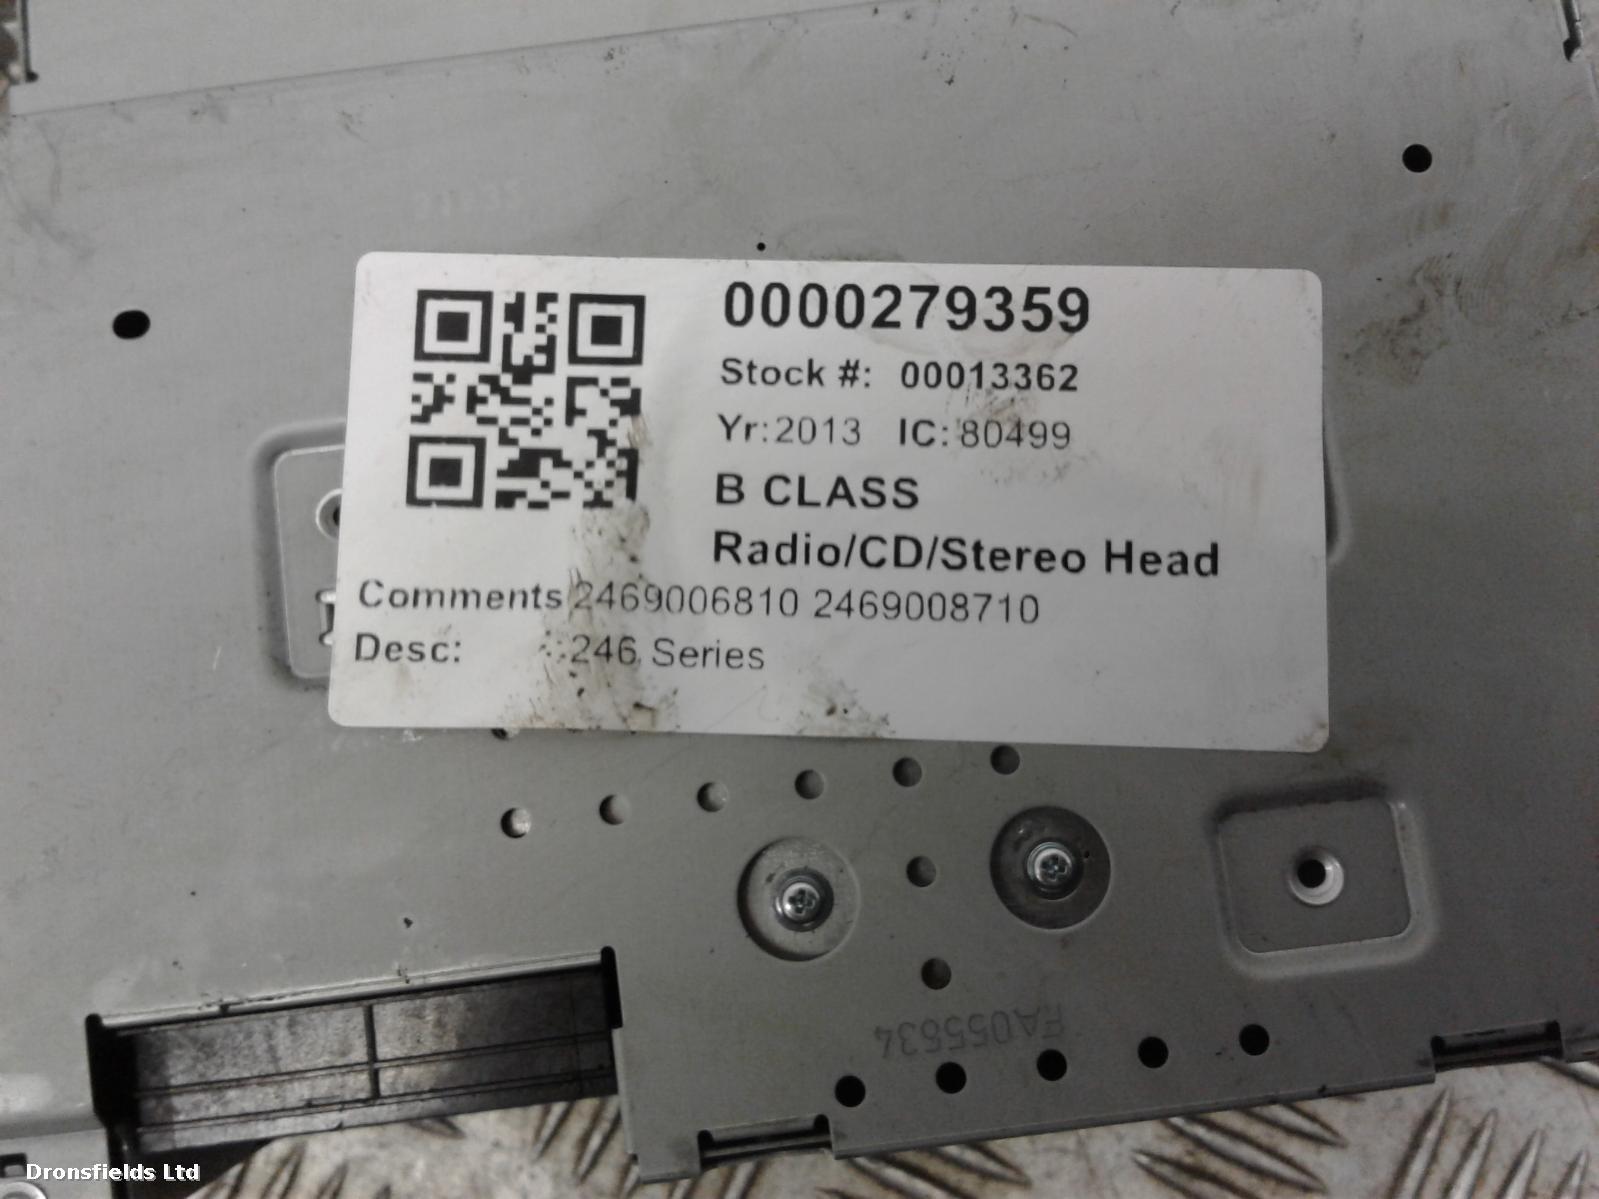 0000279359
Stock #: 00013362
Yr: 2013 IC: 80499
B CLASS
Radio/CD/Stereo Head
Comments 2469006810 2469008710
Desc: 246 Series
Dronsfields Ltd